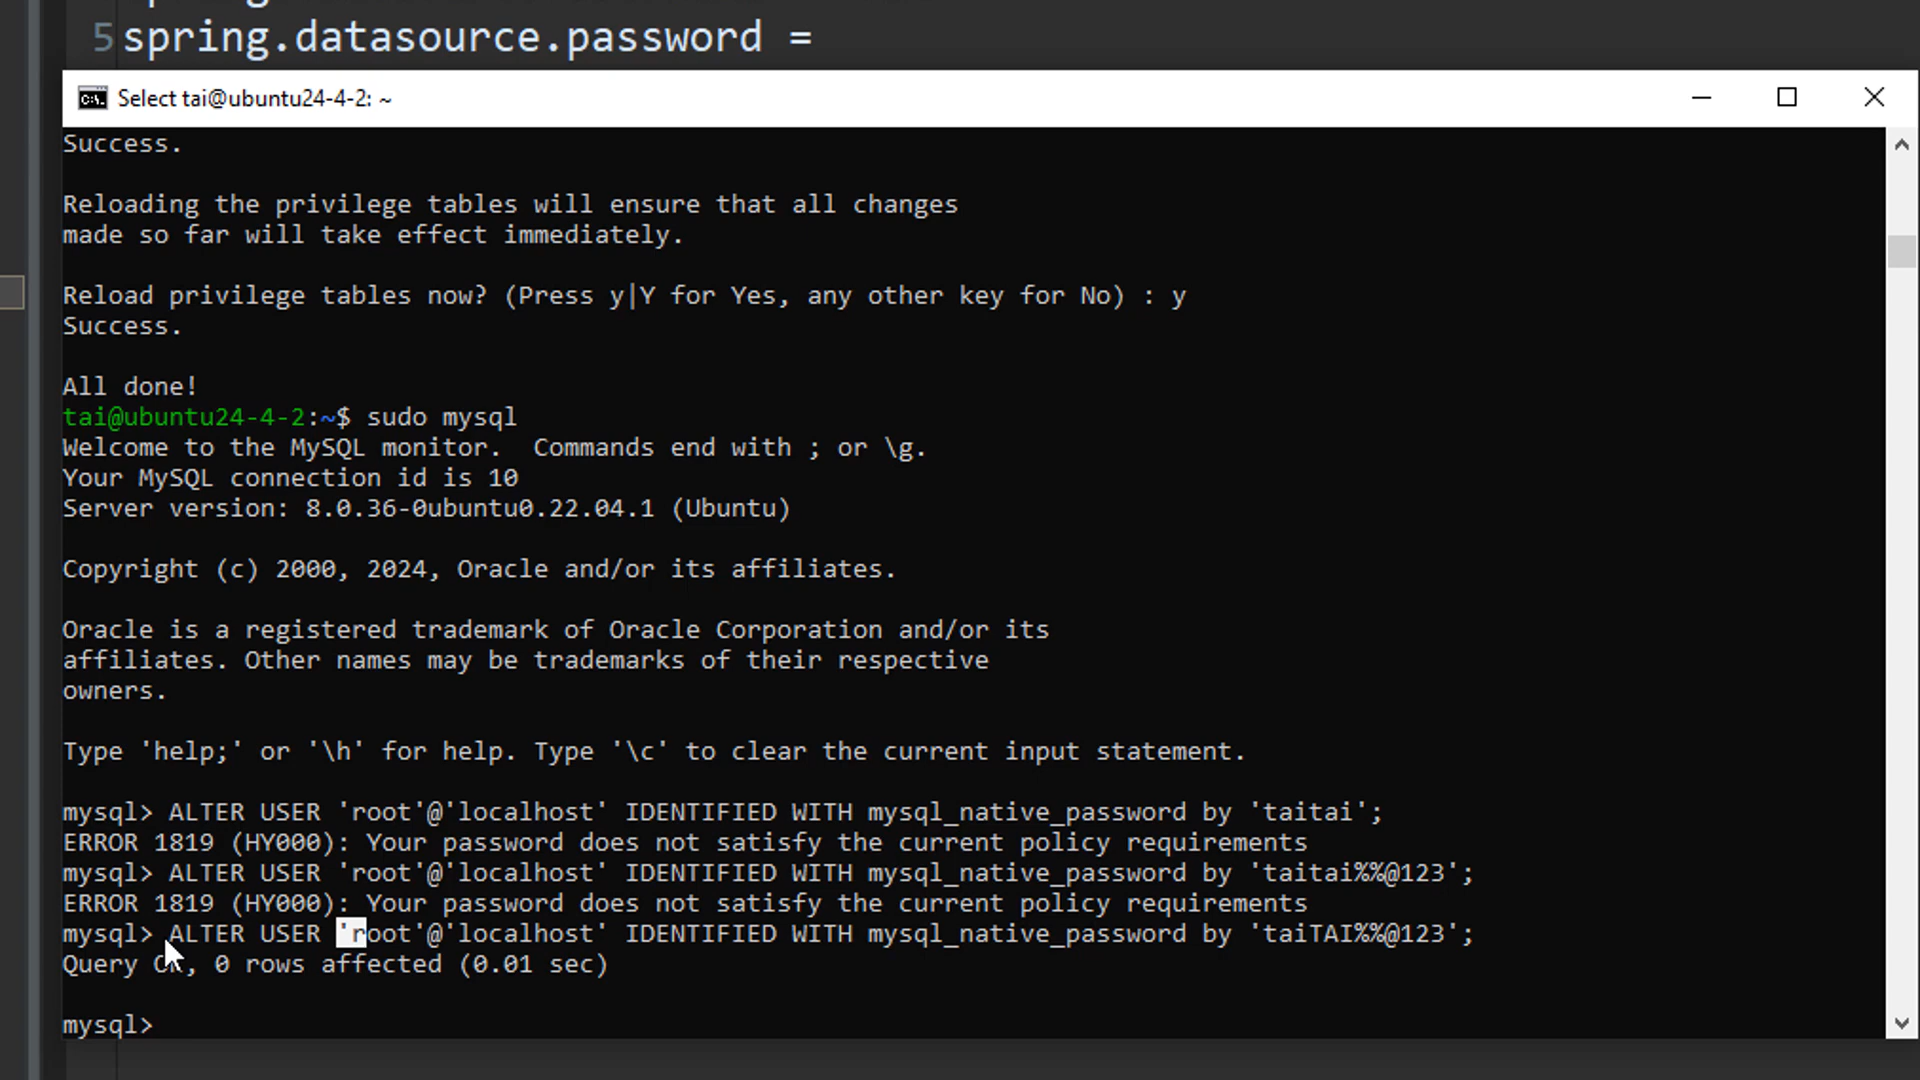 5 spring.datasource.password =
Select tai@ubuntu24-4-2: ~
Success.
Reloading the privilege tables will ensure that all changes
made so far will take effect immediately.
Reload privilege tables now? (Press y|Y for Yes, any other key for No) : y
Success.
All done!
tai@ubuntu24-4-2:~$ sudo mysql
Welcome to the MySQL monitor.  Commands end with ; or \g.
Your MySQL connection id is 10
Server version: 8.0.36-0ubuntu0.22.04.1 (Ubuntu)
Copyright (c) 2000, 2024, Oracle and/or its affiliates.
Oracle is a registered trademark of Oracle Corporation and/or its
affiliates. Other names may be trademarks of their respective
owners.
Type 'help;' or '\h' for help. Type '\c' to clear the current input statement.
mysql> ALTER USER 'root'@'localhost' IDENTIFIED WITH mysql_native_password by 'taitai';
ERROR 1819 (HY000): Your password does not satisfy the current policy requirements
mysql> ALTER USER 'root'@'localhost' IDENTIFIED WITH mysql_native_password by 'taitai%%@123';
ERROR 1819 (HY000): Your password does not satisfy the current policy requirements
mysql> ALTER USER 'root'@'localhost' IDENTIFIED WITH mysql_native_password by 'taiTAI%%@123';
Query OK, 0 rows affected (0.01 sec)
mysql>